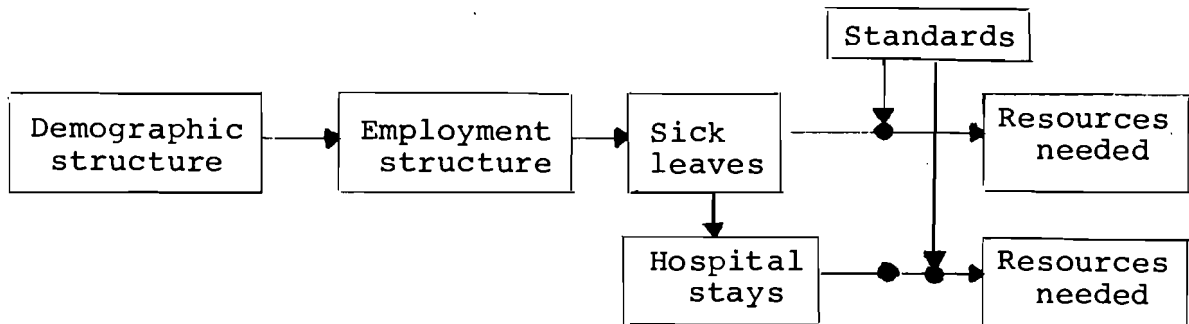 Standards
Demographic
structure
Employment
structure
Sick
leaves
Resources
needed
Hospital
stays
Resources
needed